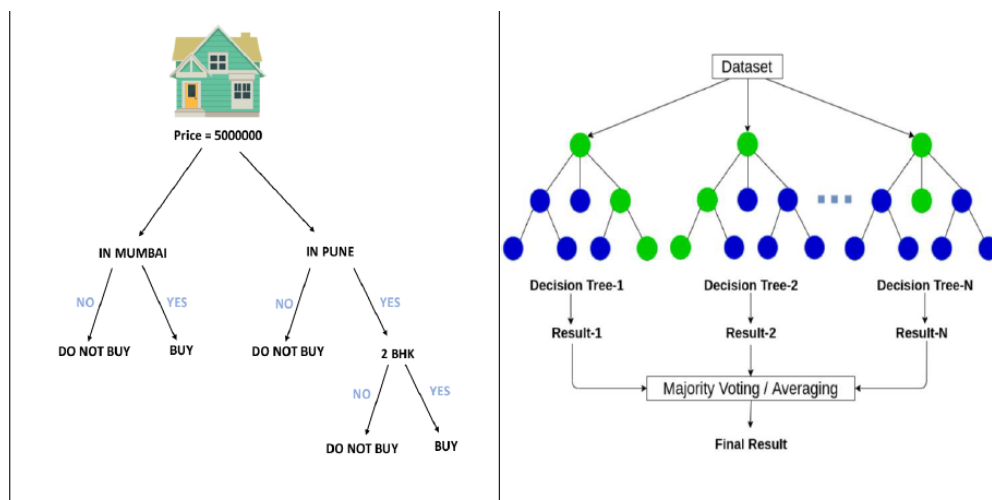 Price = 5000000
IN MUMBAI
IN PUNE
NO
YES
NO
YES
DO NOT BUY
BUY
DO NOT BUY
2 BHK
NO
YES
DO NOT BUY
BUY
Dataset
Decision Tree-1
Decision Tree-2
Decision Tree-N
Result-1
Result-2
Result-N
Majority Voting / Averaging
Final Result